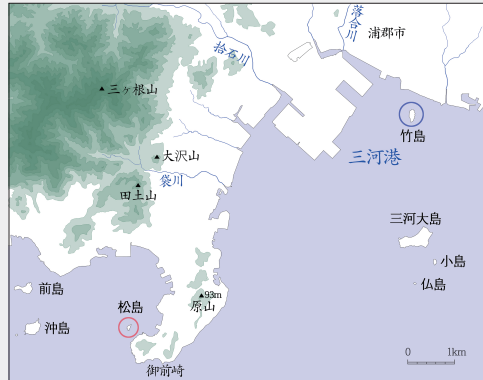 落合川
浦郡市
拾石川
三ヶ根山
竹島
三河港
大沢山
袋川
田土山
三河大島
小島
仏島
前島
松島
93m
原山
沖島
御前崎
0 1km